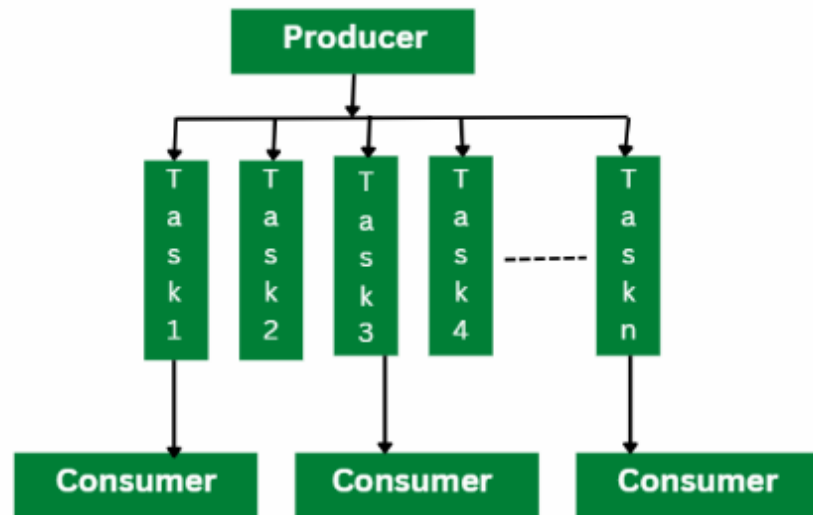 Producer
Task1
Task2
Task3
Task4
Taskn
Consumer
Consumer
Consumer